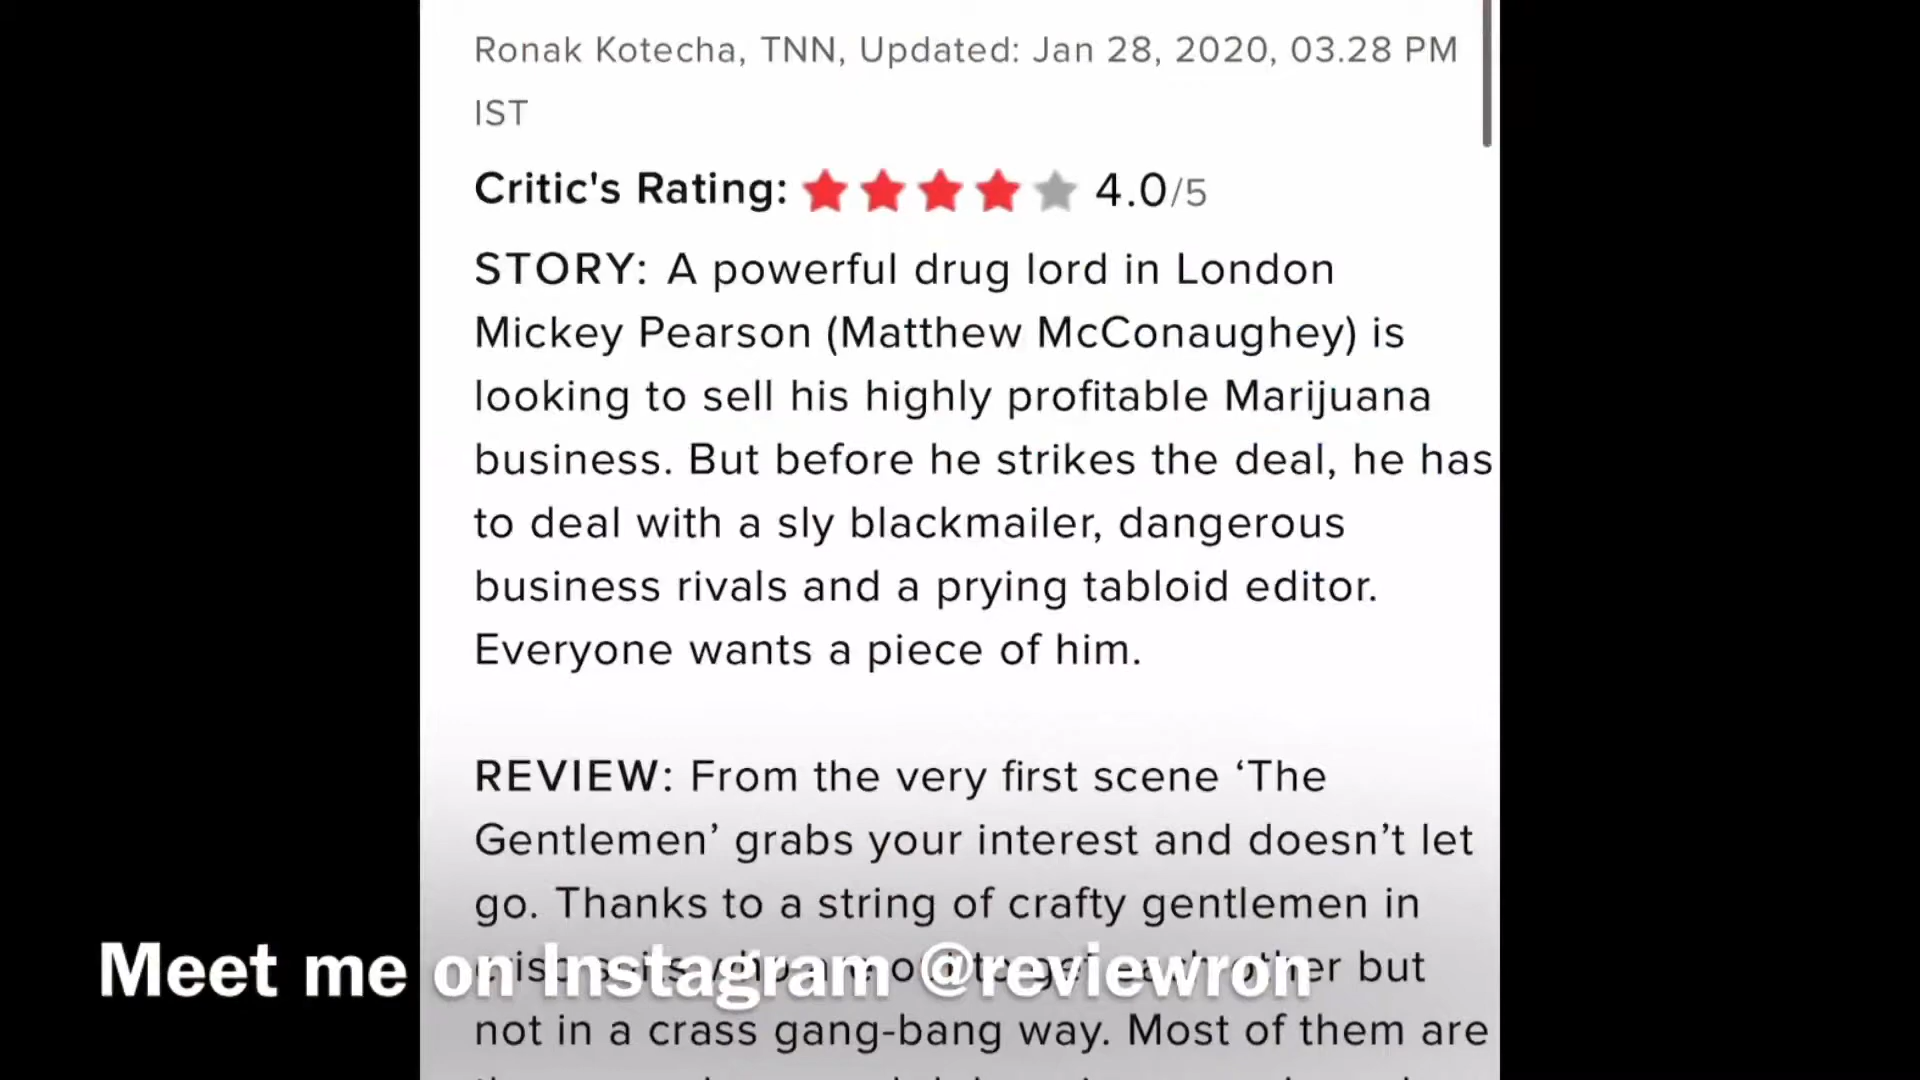 Ronak Kotecha, TNN, Updated: Jan 28, 2020, 03.28 PM
IST
Critic's Rating: 4.0/5
STORY: A powerful drug lord in London
Mickey Pearson (Matthew McConaughey) is
looking to sell his highly profitable Marijuana
business. But before he strikes the deal, he has
to deal with a sly blackmailer, dangerous
business rivals and a prying tabloid editor.
Everyone wants a piece of him.
REVIEW: From the very first scene ‘The
Gentlemen’ grabs your interest and doesn’t let
go. Thanks to a string of crafty gentlemen in
but
Meet me on Instagram @reviewron
not in a crass gang-bang way. Most of them are